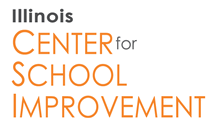 Illinois
CENTER for
SCHOOL
IMPROVEMENT